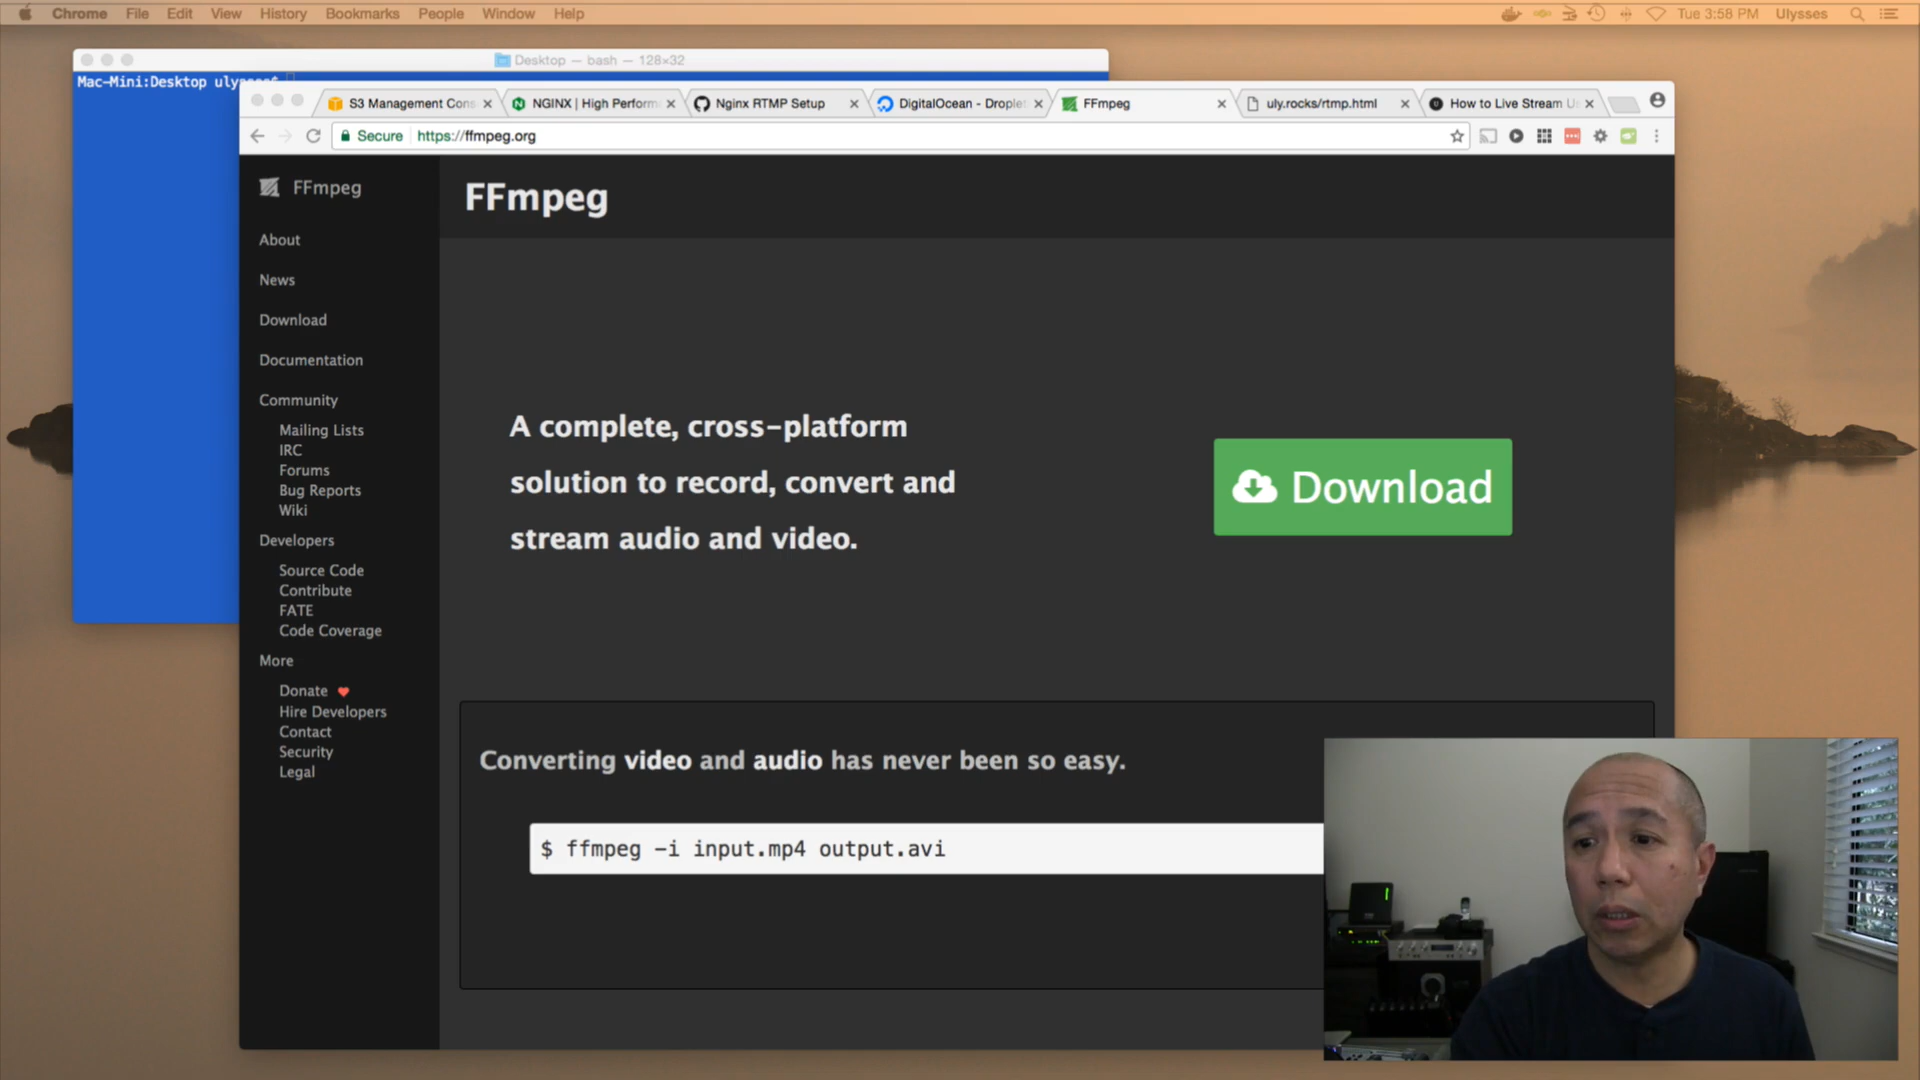 Chrome File Edit View History Bookmarks People Window Help
Tue 3:58 PM Ulysses
Desktop — bash — 128×32
Mac-Mini:Desktop
S3 Management Cons
NGINX | High Perform
Nginx RTMP Setup
DigitalOcean - Droplet
FFmpeg
uly.rocks/rtmp.html
How to Live Stream U
Secure https://ffmpeg.org
FFmpeg
About
News
Download
Documentation
Community
Mailing Lists
IRC
Forums
Bug Reports
Wiki
Developers
Source Code
Contribute
FATE
Code Coverage
More
Donate
Hire Developers
Contact
Security
Legal
FFmpeg
A complete, cross-platform
solution to record, convert and
stream audio and video.
Download
Converting video and audio has never been so easy.
$ ffmpeg -i input.mp4 output.avi